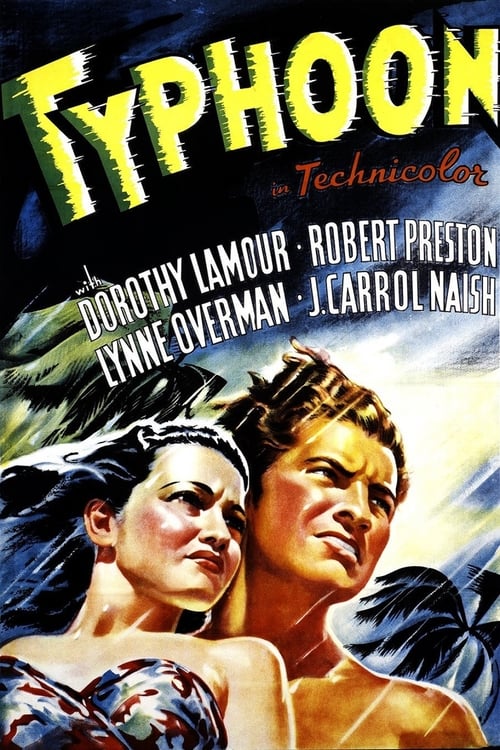 TYPHOON
in Technicolor
with
DOROTHY LAMOUR · ROBERT PRESTON
LYNNE OVERMAN · J. CARROL NAISH